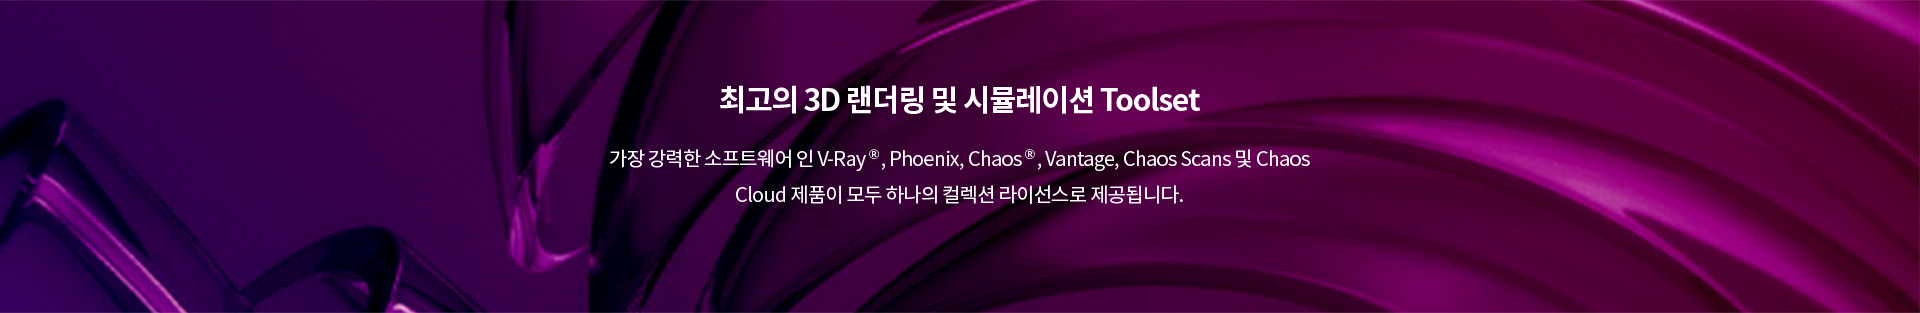 최고의 3D 랜더링 및 시뮬레이션 Toolset
가장 강력한 소프트웨어 인 V-Ray ®, Phoenix, Chaos ®, Vantage, Chaos Scans 및 Chaos
Cloud 제품이 모두 하나의 컬렉션 라이선스로 제공됩니다.